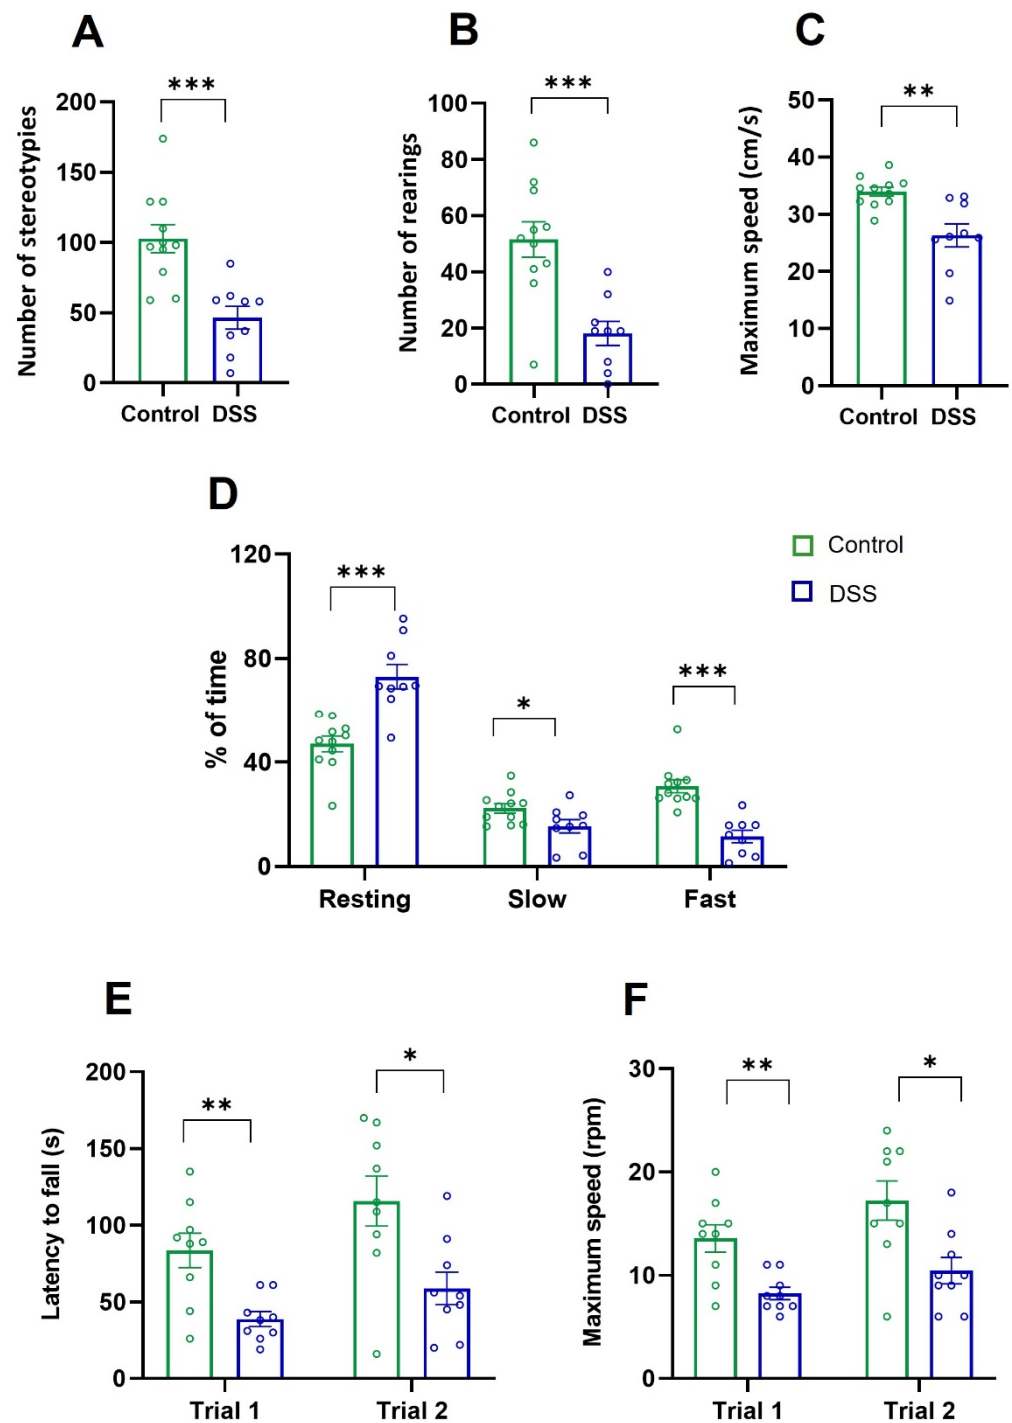 A
B
C
***
***
**
Number of stereotypies
200
150
100
50
0
Control DSS
Number of rearings
100
80
60
40
20
0
Control DSS
Maximum speed (cm/s)
50
40
30
20
10
0
Control DSS
D
% of time
120
80
40
0
***
*
***
Resting
Slow
Fast
Control
DSS
E
Latency to fall (s)
200
150
100
50
0
**
*
Trial 1
Trial 2
F
Maximum speed (rpm)
30
20
10
0
**
*
Trial 1
Trial 2